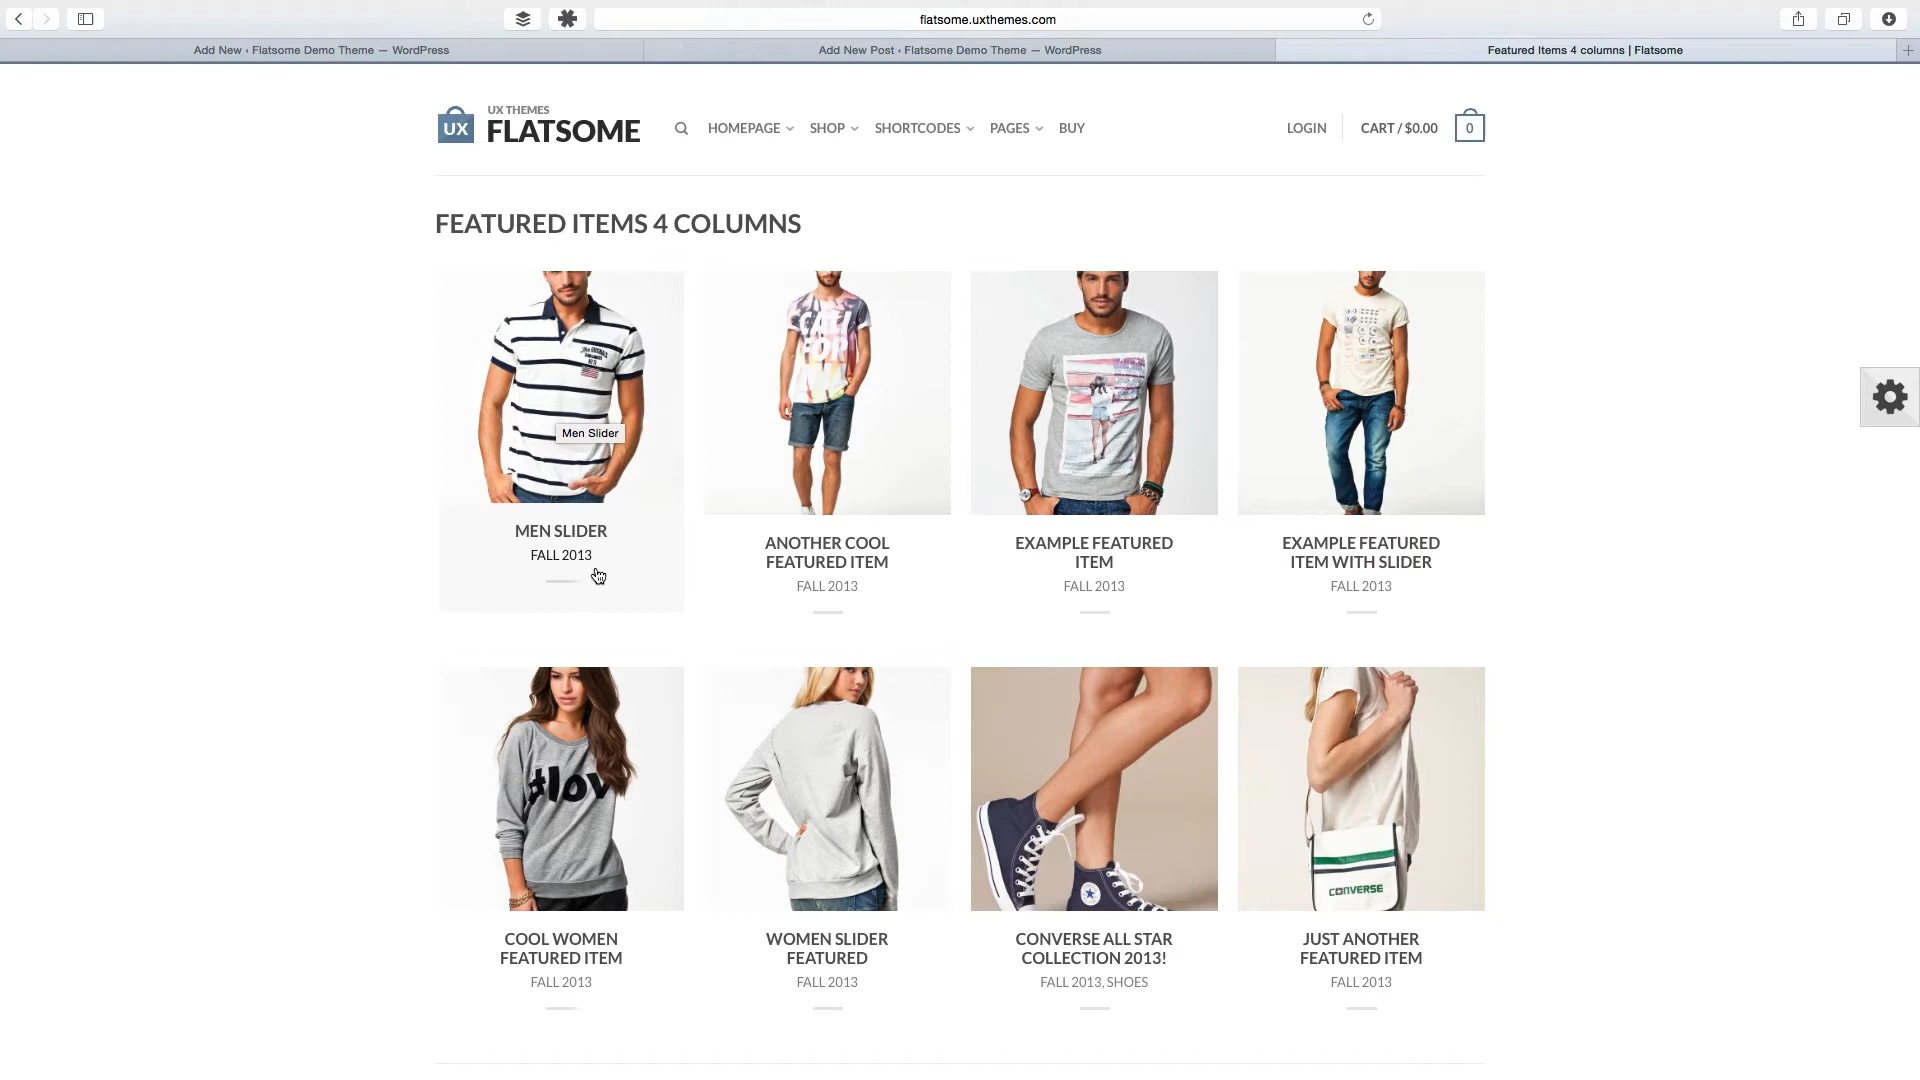 flatsome.uxthemes.com
Add New ‹ Flatsome Demo Theme — WordPress
Add New Post ‹ Flatsome Demo Theme — WordPress
Featured Items 4 columns | Flatsome
UX THEMES
UX
FLATSOME
HOMEPAGE
SHOP
SHORTCODES
PAGES
BUY
LOGIN
CART / $0.00
0
FEATURED ITEMS 4 COLUMNS
CALI
FOR
Men Slider
MEN SLIDER
FALL 2013
ANOTHER COOL
FEATURED ITEM
FALL 2013
EXAMPLE FEATURED
ITEM
FALL 2013
EXAMPLE FEATURED
ITEM WITH SLIDER
FALL 2013
#lov
CONVERSE
COOL WOMEN
FEATURED ITEM
FALL 2013
WOMEN SLIDER
FEATURED
FALL 2013
CONVERSE ALL STAR
COLLECTION 2013!
FALL 2013, SHOES
JUST ANOTHER
FEATURED ITEM
FALL 2013